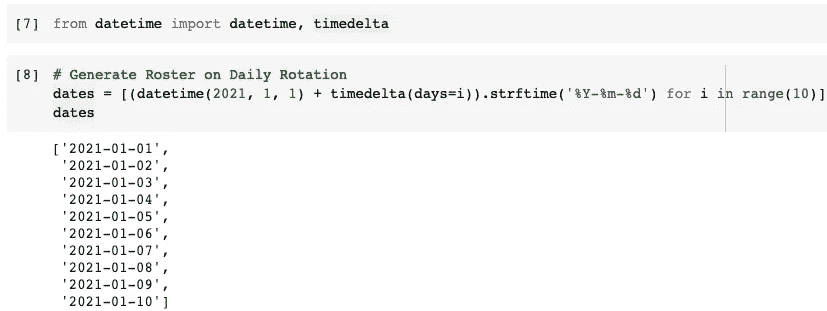 [7] from datetime import datetime, timedelta
[8] # Generate Roster on Daily Rotation
dates = [(datetime(2021, 1, 1) + timedelta(days=i)).strftime('%Y-%m-%d') for i in range(10)]
dates
['2021-01-01',
'2021-01-02',
'2021-01-03',
'2021-01-04',
'2021-01-05',
'2021-01-06',
'2021-01-07',
'2021-01-08',
'2021-01-09',
'2021-01-10']